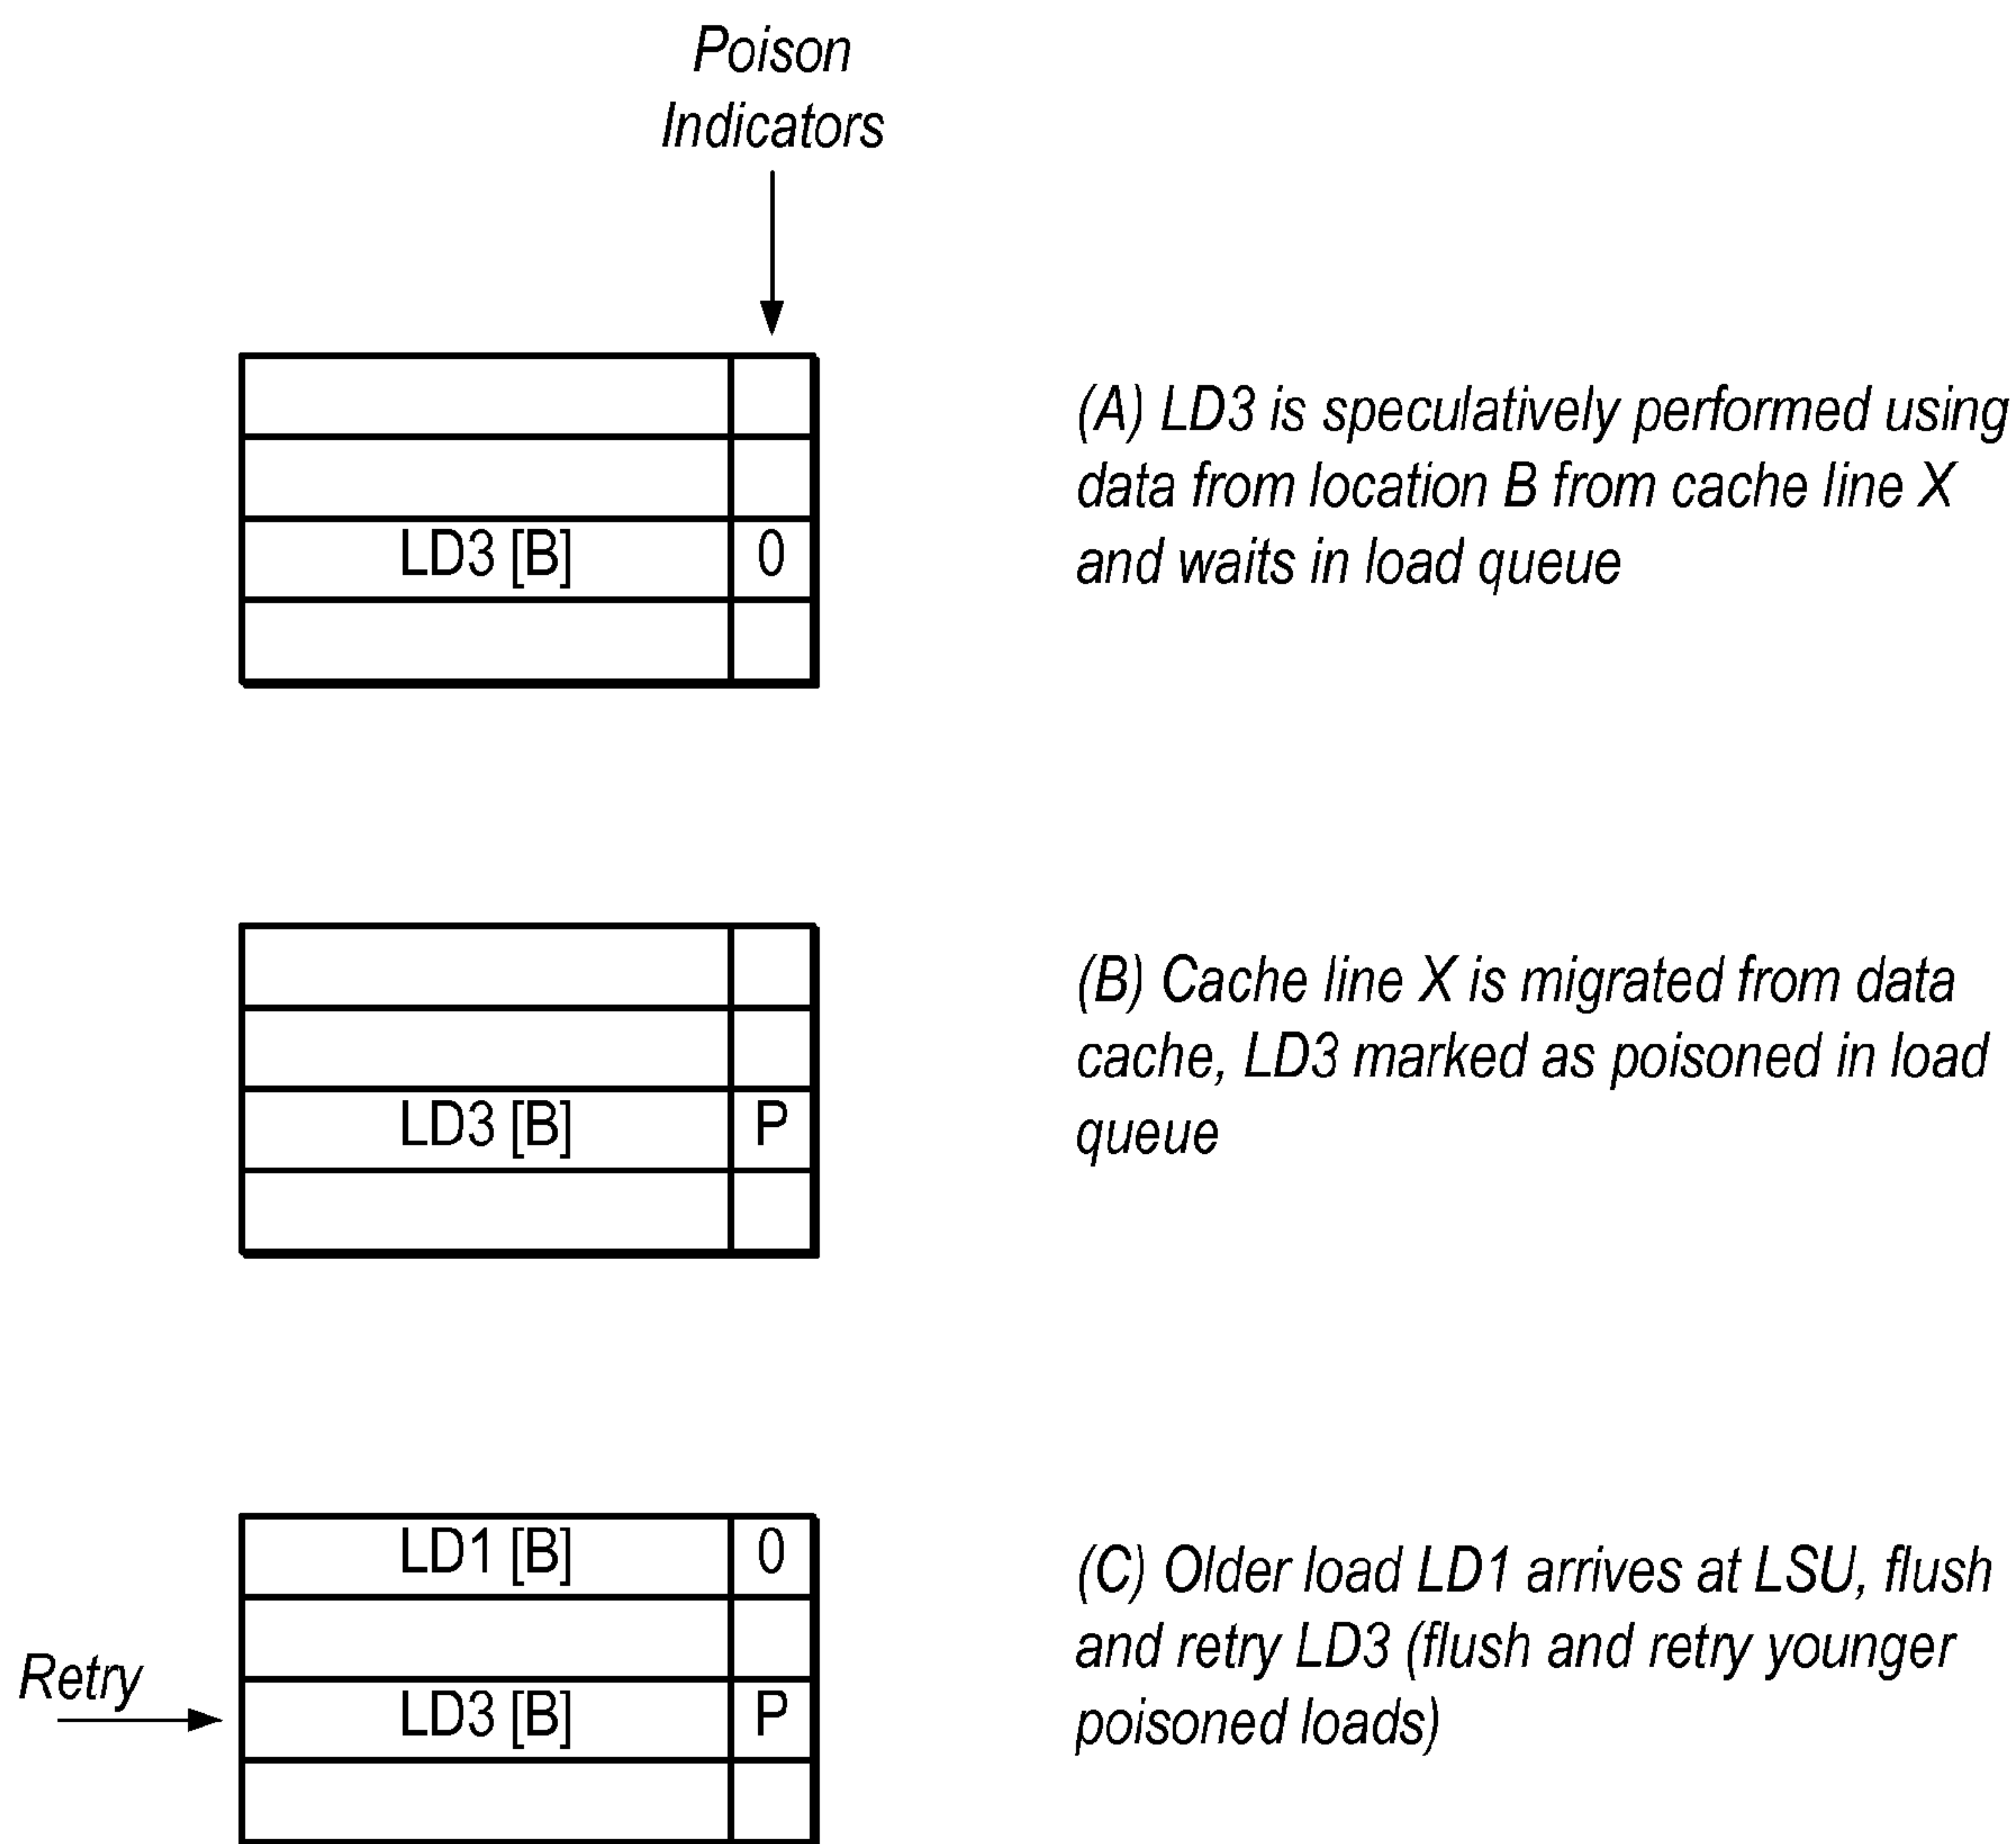 Poison
Indicators
(A) LD3 is speculatively performed using
data from location B from cache line X
and waits in load queue
LD3 [B] 0
(B) Cache line X is migrated from data
cache, LD3 marked as poisoned in load
queue
LD3 [B] P
LD1 [B] 0
(C) Older load LD1 arrives at LSU, flush
and retry LD3 (flush and retry younger
poisoned loads)
Retry
LD3 [B] P